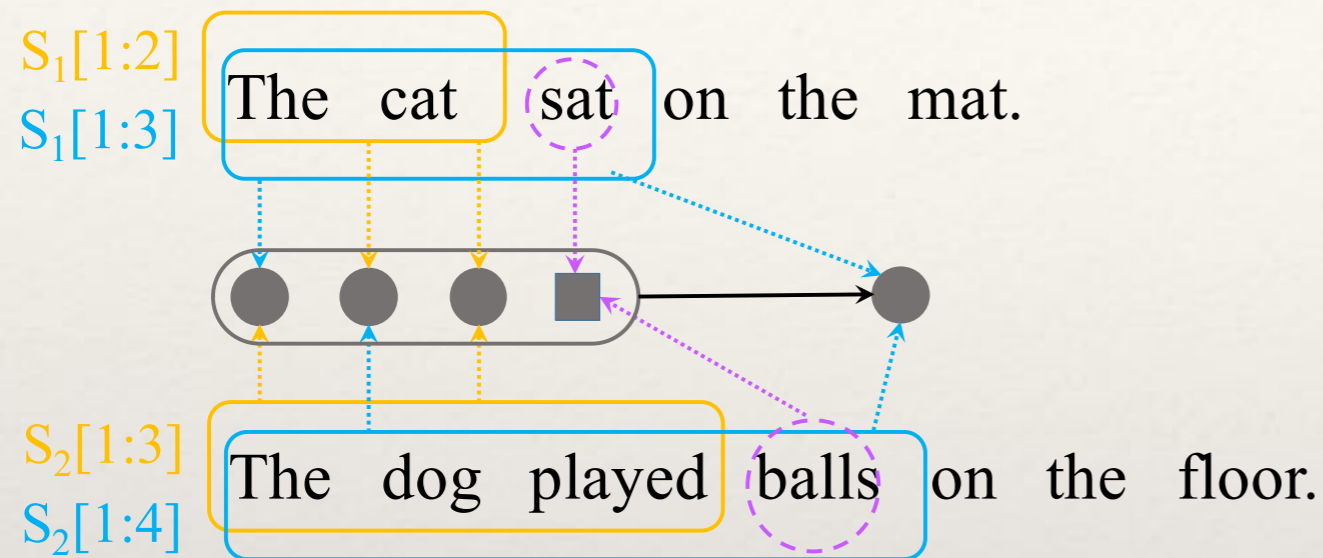 S₁[1:2]
S₁[1:3]
The cat sat on the mat.
S₂[1:3]
S₂[1:4]
The dog played balls on the floor.